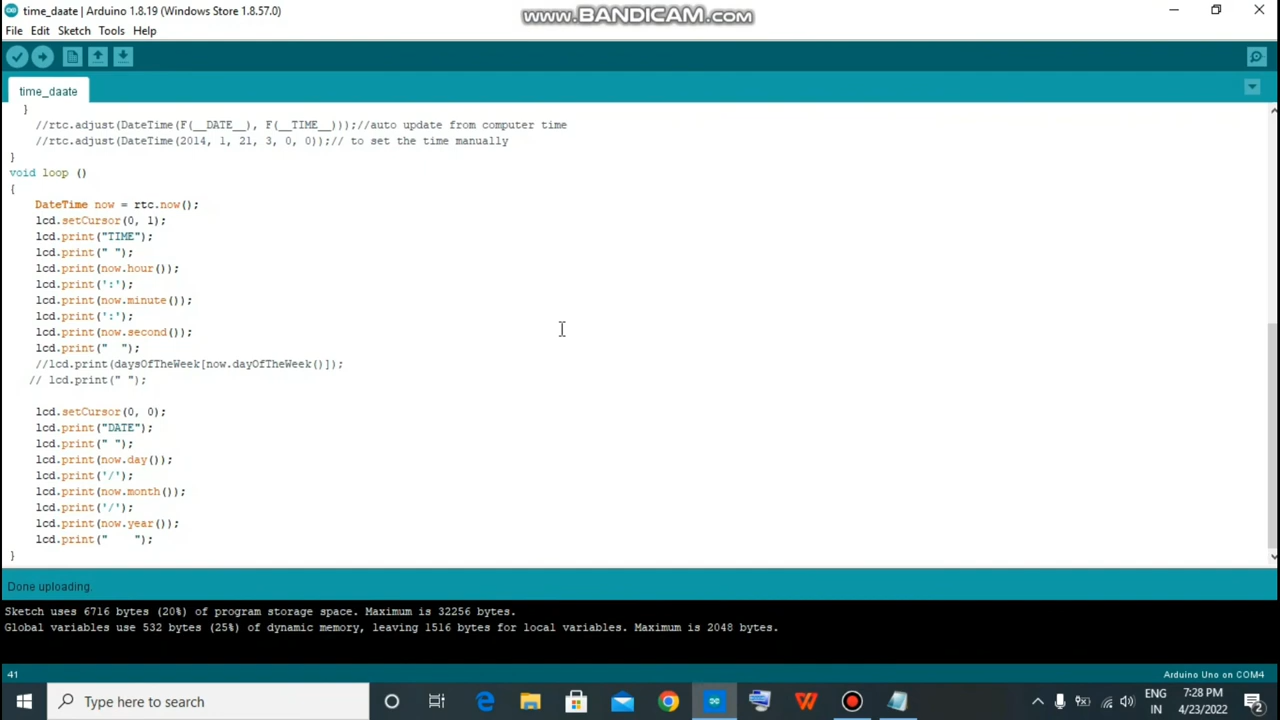 time_daate | Arduino 1.8.19 (Windows Store 1.8.57.0)
www.BANDICAM.com
File Edit Sketch Tools Help
time_daate
}
//rtc.adjust(DateTime(F(__DATE__), F(__TIME__)));//auto update from computer time
//rtc.adjust(DateTime(2014, 1, 21, 3, 0, 0));// to set the time manually
}
void loop ()
{
DateTime now = rtc.now();
lcd.setCursor(0, 1);
lcd.print("TIME");
lcd.print(" ");
lcd.print(now.hour());
lcd.print(':');
lcd.print(now.minute());
lcd.print(':');
lcd.print(now.second());
lcd.print("  ");
//lcd.print(daysOfTheWeek[now.dayOfTheWeek()]);
// lcd.print(" ");
lcd.setCursor(0, 0);
lcd.print("DATE");
lcd.print(" ");
lcd.print(now.day());
lcd.print('/');
lcd.print(now.month());
lcd.print('/');
lcd.print(now.year());
lcd.print("    ");
}
Done uploading.
Sketch uses 6716 bytes (20%) of program storage space. Maximum is 32256 bytes.
Global variables use 532 bytes (25%) of dynamic memory, leaving 1516 bytes for local variables. Maximum is 2048 bytes.
41
Arduino Uno on COM4
Type here to search
ENG
IN
7:28 PM
4/23/2022
2